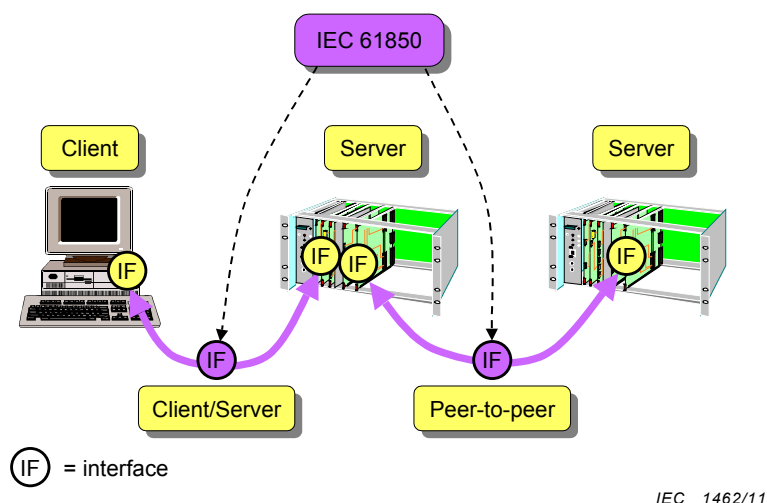 IEC 61850
Client
Server
Server
IF
IF
IF
IF
IF
IF
Client/Server
Peer-to-peer
IF = interface
IEC 1462/11